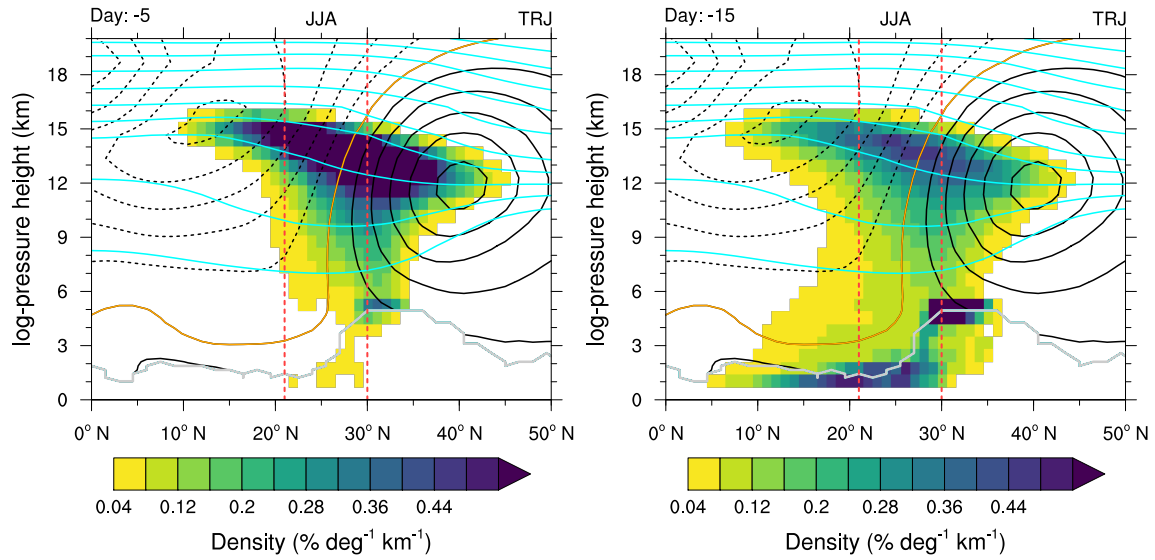 Day: -5 JJA TRJ
log-pressure height (km)
18
15
12
9
6
3
0
0° N 10° N 20° N 30° N 40° N 50° N
0.04 0.12 0.2 0.28 0.36 0.44
Density (% deg⁻¹ km⁻¹)
Day: -15 JJA TRJ
log-pressure height (km)
18
15
12
9
6
3
0
0° N 10° N 20° N 30° N 40° N 50° N
0.04 0.12 0.2 0.28 0.36 0.44
Density (% deg⁻¹ km⁻¹)